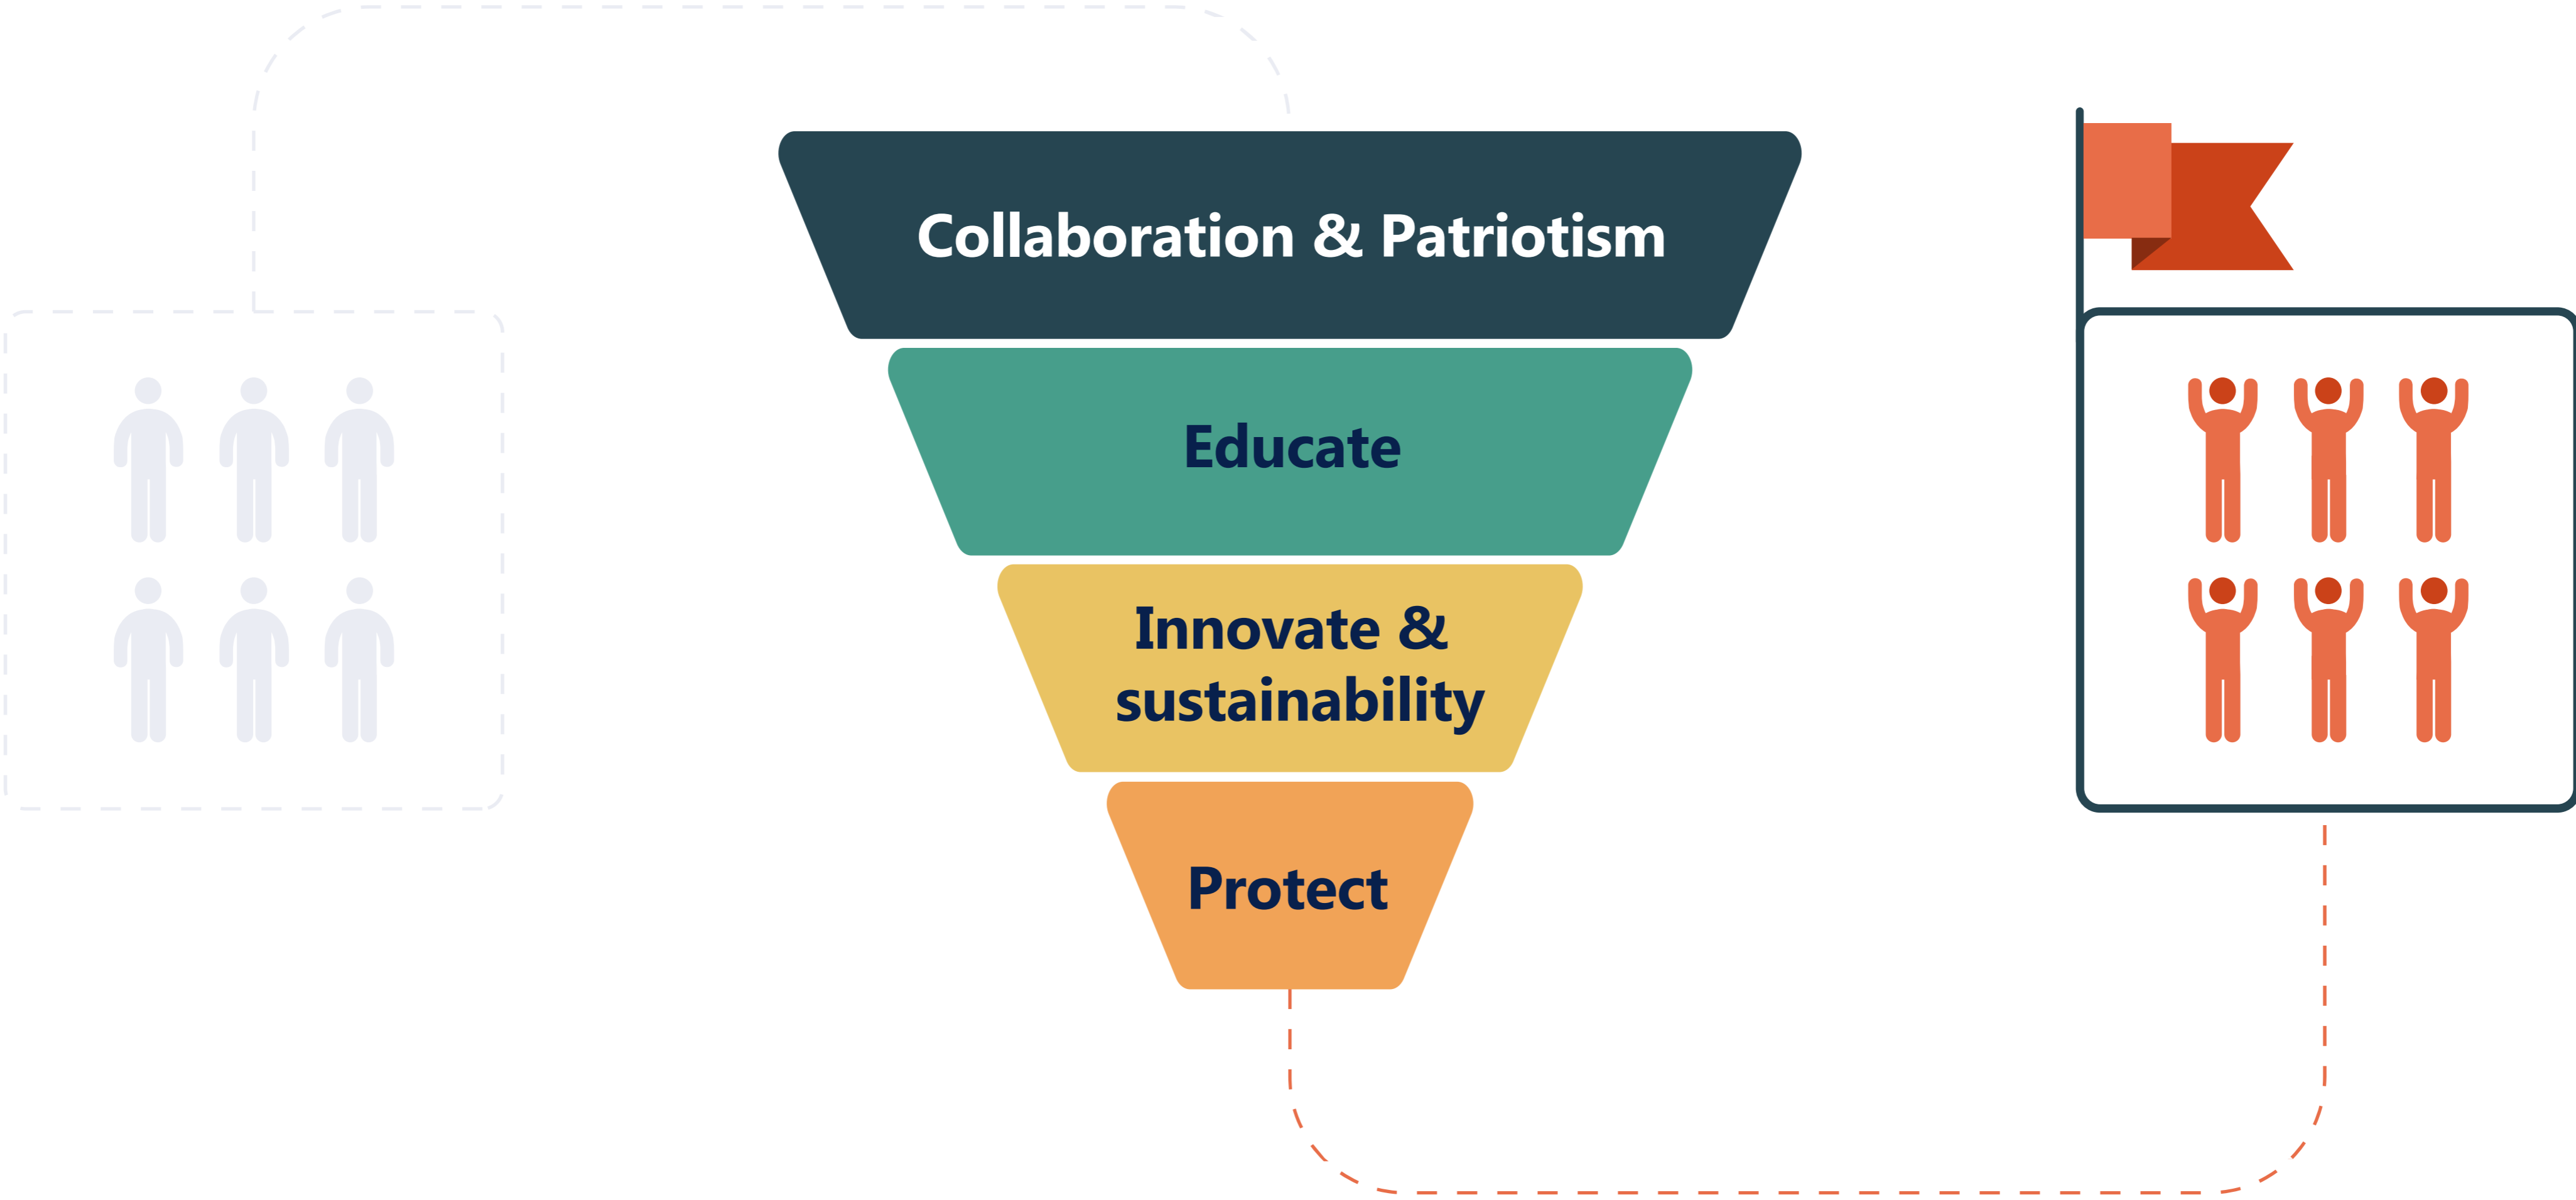 Collaboration & Patriotism
Educate
Innovate &
sustainability
Protect